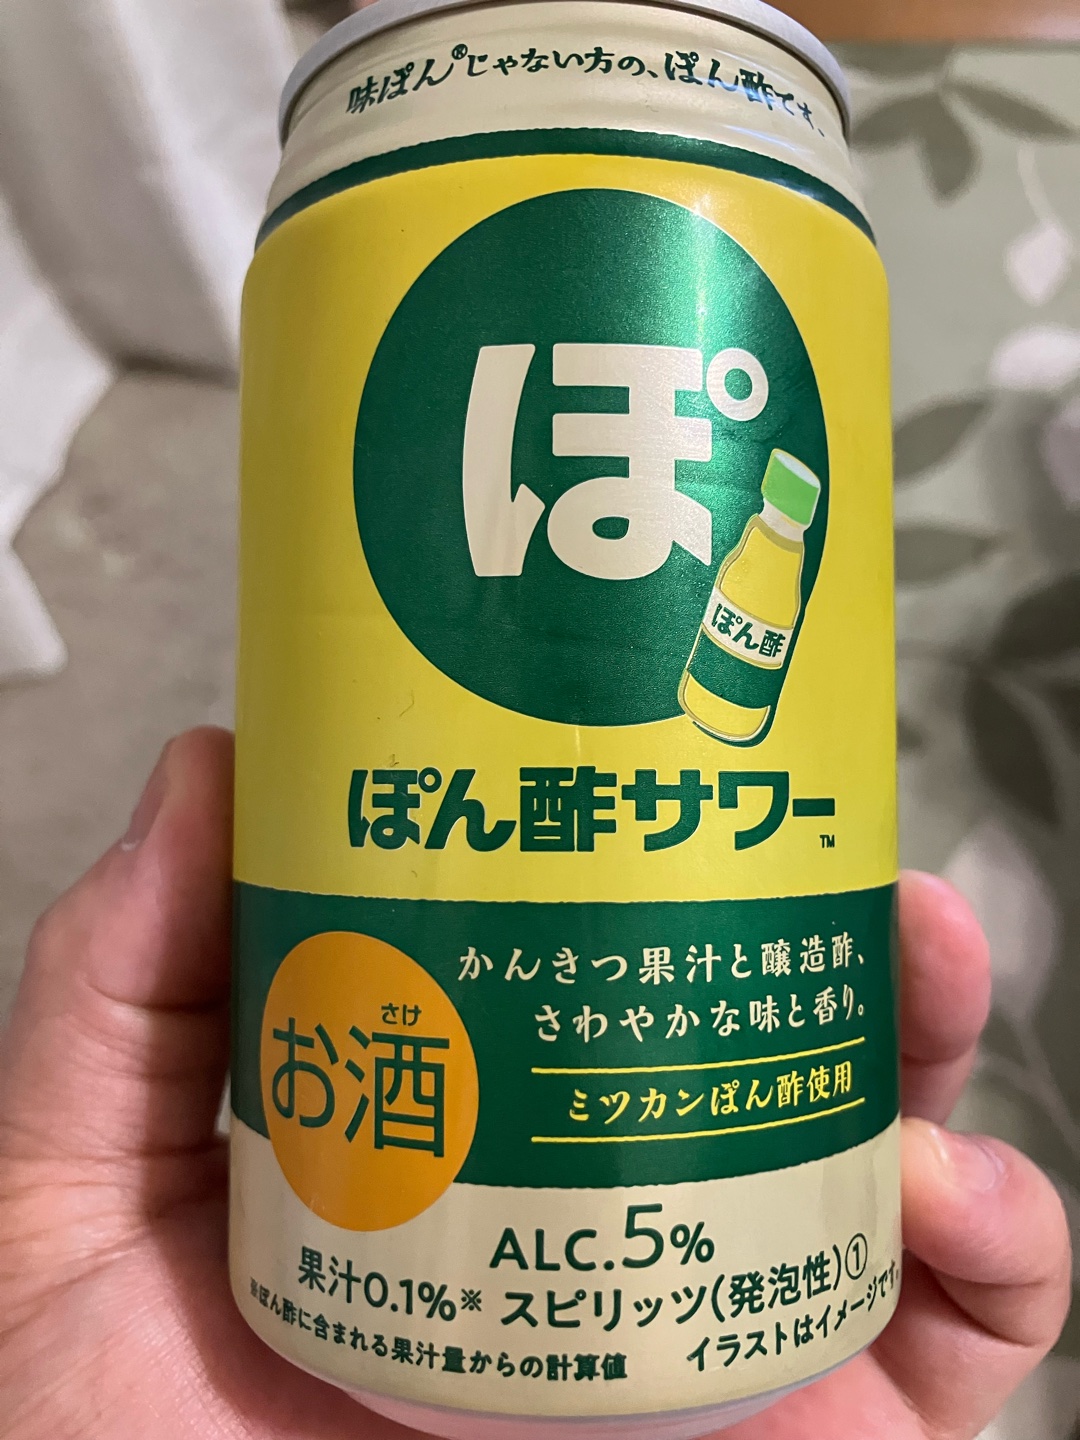 味ぽん®じゃない方の、ぽん酢です、
ぽ
ぽん酢
ぽん酢サワー™
かんきつ果汁と醸造酢、
さわやかな味と香り。
ミツカンぽん酢使用
さけ
お酒
ALC.5%
果汁0.1%※ スピリッツ(発泡性)①
※ぽん酢に含まれる果汁量からの計算値
イラストはイメージです。